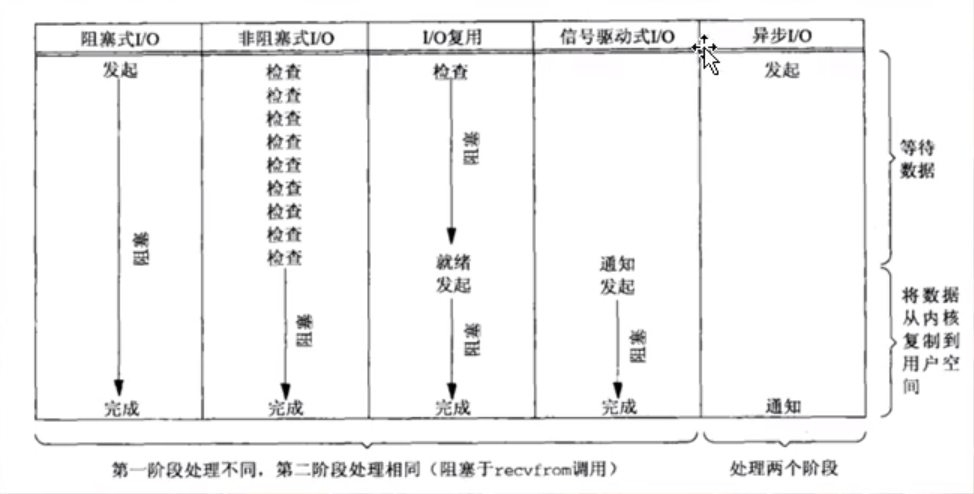 阻塞式I/O 非阻塞式I/O I/O复用 信号驱动式I/O 异步I/O
发起 检查 检查 发起
检查
检查
检查
检查
检查
检查
检查
检查
阻塞
阻塞
等待
数据
就绪 通知
发起 发起
阻塞
阻塞
阻塞
将数据
从内核
复制到
用户空
间
完成 完成 完成 完成 通知
第一阶段处理不同，第二阶段处理相同（阻塞于recvfrom调用） 处理两个阶段